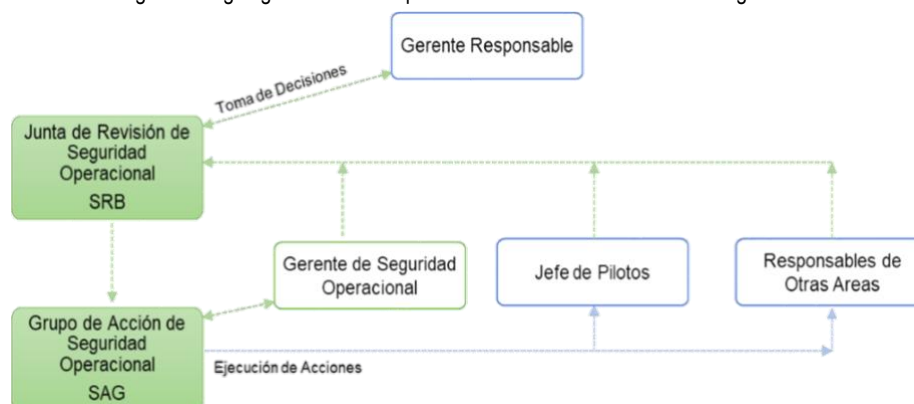 Gerente Responsable
Toma de Decisiones
Junta de Revisión de
Seguridad
Operacional
SRB
Gerente de Seguridad
Operacional
Jefe de Pilotos
Responsables de
Otras Areas
Grupo de Acción de
Seguridad
Operacional
SAG
Ejecución de Acciones